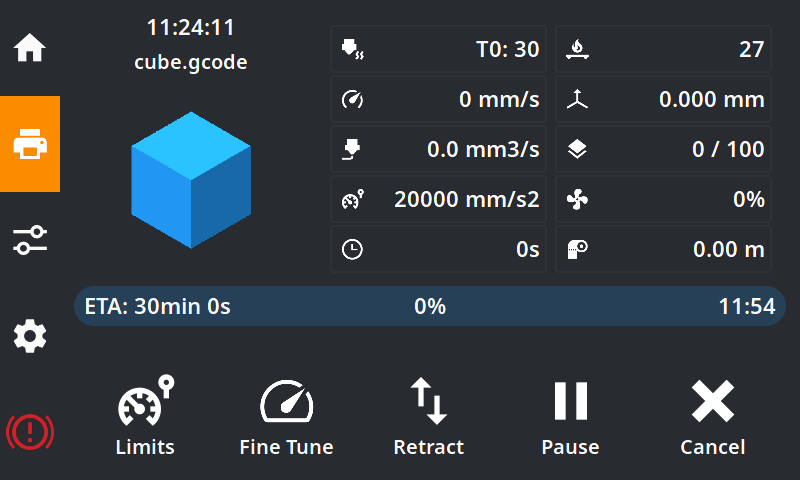 11:24:11
cube.gcode
T0: 30
27
0 mm/s
0.000 mm
0.0 mm3/s
0 / 100
20000 mm/s2
0%
0s
0.00 m
ETA: 30min 0s 0% 11:54
Limits
Fine Tune
Retract
Pause
Cancel